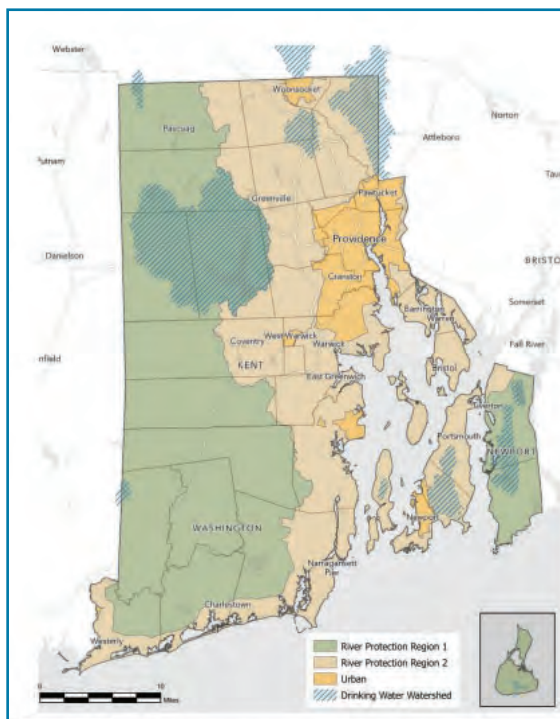 Webster
Woonsocket
Norton
Pascoag
Attleboro
Putnam
Taun
Greenville
Pawtucket
Providence
Danielson
Cranston
BRISTO
Somerset
Barrington
Warren
Fall River
West Warwick
Coventry
Warwick
nfield
KENT
Bristol
East Greenwich
Tiverton
Portsmouth
NEWPORT
Newport
WASHINGTON
Narragansett
Pier
Charlestown
Westerly
0 10
Miles
River Protection Region 1
River Protection Region 2
Urban
Drinking Water Watershed